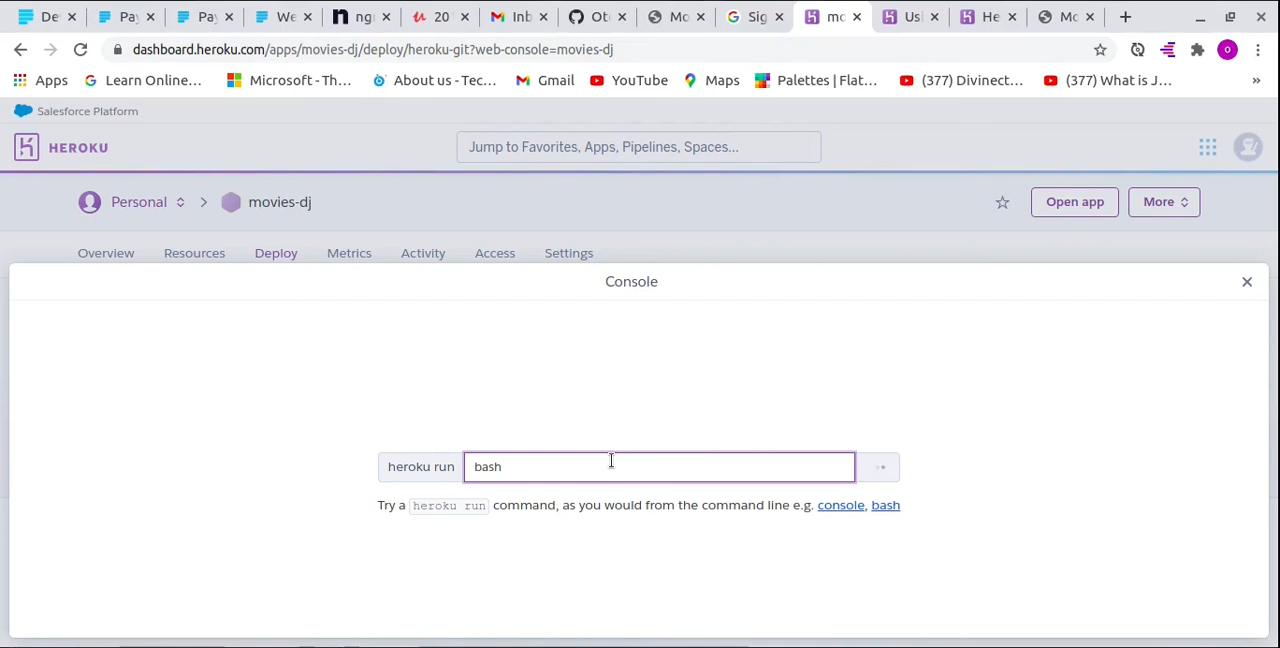 De Pay Pay We ngr 20 Inb Ot Mo Sig mo Us He Mo
dashboard.heroku.com/apps/movies-dj/deploy/heroku-git?web-console=movies-dj
Apps Learn Online... Microsoft - Th... About us - Tec... Gmail YouTube Maps Palettes | Flat... (377) Divinect... (377) What is J... »
Salesforce Platform
HEROKU Jump to Favorites, Apps, Pipelines, Spaces...
Personal > movies-dj Open app More
Overview Resources Deploy Metrics Activity Access Settings
Console
heroku run bash
Try a heroku run command, as you would from the command line e.g. console, bash